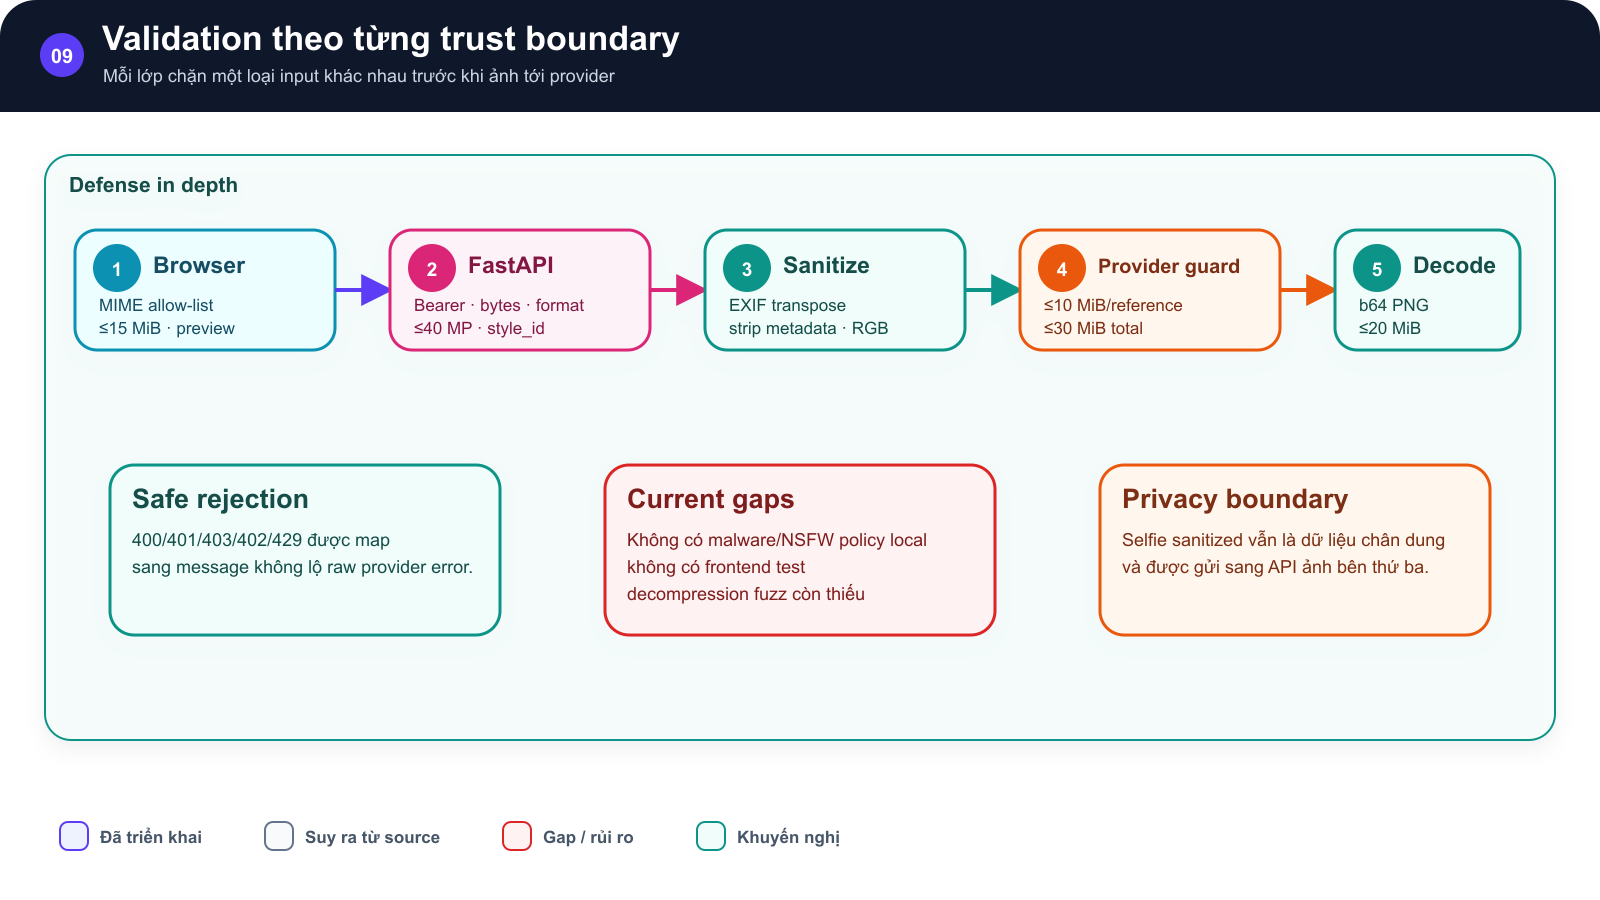 09
Validation theo từng trust boundary
Mỗi lớp chặn một loại input khác nhau trước khi ảnh tới provider
Defense in depth
1 Browser
MIME allow-list
≤15 MiB · preview
2 FastAPI
Bearer · bytes · format
≤40 MP · style_id
3 Sanitize
EXIF transpose
strip metadata · RGB
4 Provider guard
≤10 MiB/reference
≤30 MiB total
5 Decode
b64 PNG
≤20 MiB
Safe rejection
400/401/403/402/429 được map
sang message không lộ raw provider error.
Current gaps
Không có malware/NSFW policy local
không có frontend test
decompression fuzz còn thiếu
Privacy boundary
Selfie sanitized vẫn là dữ liệu chân dung
và được gửi sang API ảnh bên thứ ba.
Đã triển khai
Suy ra từ source
Gap / rủi ro
Khuyến nghị